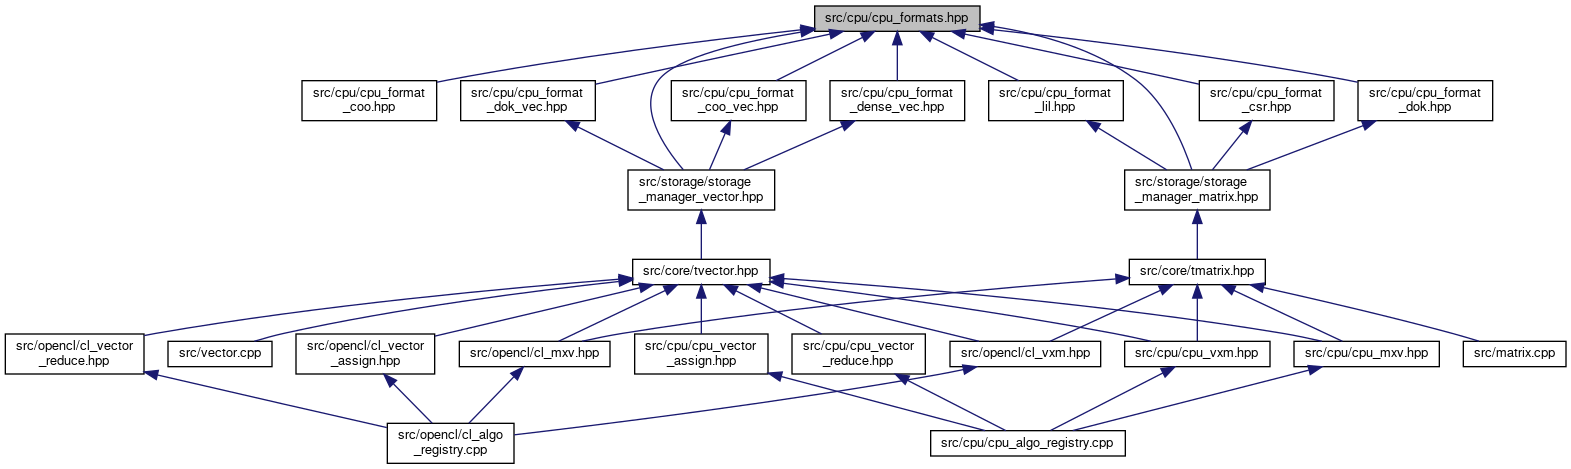 src/cpu/cpu_formats.hpp
src/cpu/cpu_format
_coo.hpp
src/cpu/cpu_format
_dok_vec.hpp
src/cpu/cpu_format
_coo_vec.hpp
src/cpu/cpu_format
_dense_vec.hpp
src/cpu/cpu_format
_lil.hpp
src/cpu/cpu_format
_csr.hpp
src/cpu/cpu_format
_dok.hpp
src/storage/storage
_manager_vector.hpp
src/storage/storage
_manager_matrix.hpp
src/core/tvector.hpp
src/core/tmatrix.hpp
src/opencl/cl_vector
_reduce.hpp
src/vector.cpp
src/opencl/cl_vector
_assign.hpp
src/opencl/cl_mxv.hpp
src/cpu/cpu_vector
_assign.hpp
src/cpu/cpu_vector
_reduce.hpp
src/opencl/cl_vxm.hpp
src/cpu/cpu_vxm.hpp
src/cpu/cpu_mxv.hpp
src/matrix.cpp
src/opencl/cl_algo
_registry.cpp
src/cpu/cpu_algo_registry.cpp